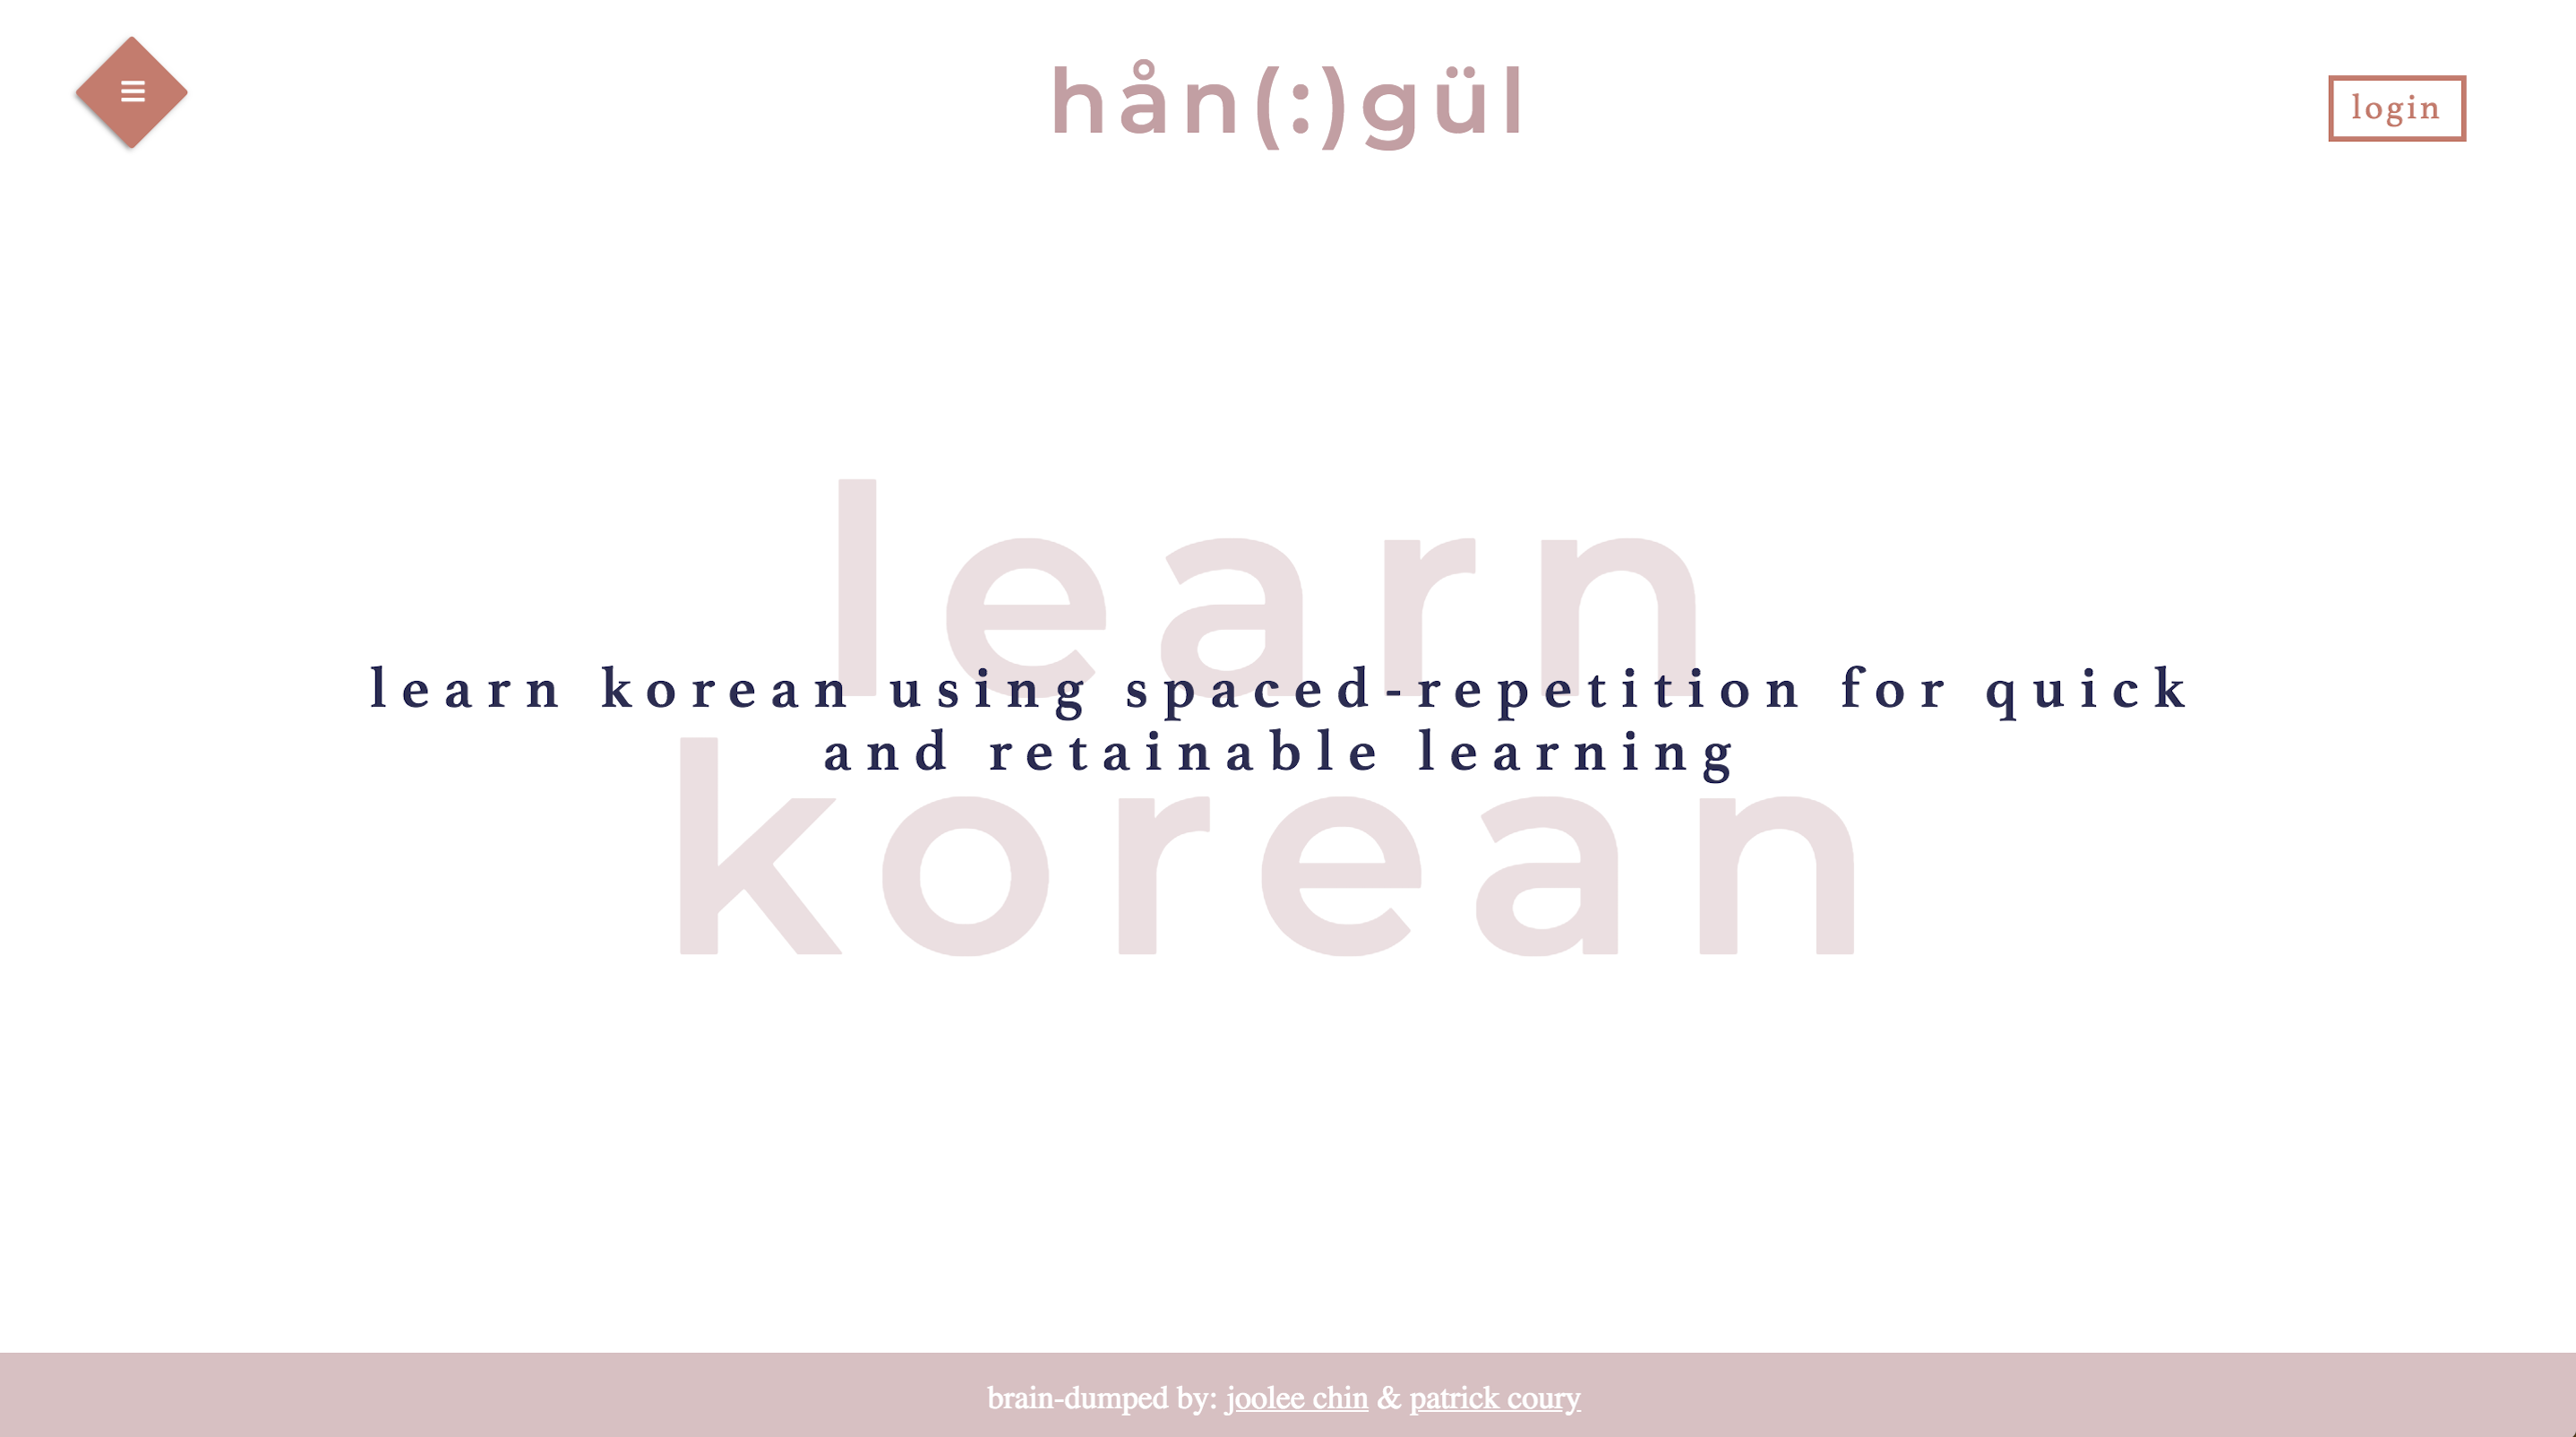 hån(:)gül
login
learn
learn korean using spaced-repetition for quick
and retainable learning
korean
brain-dumped by: joolee chin & patrick coury